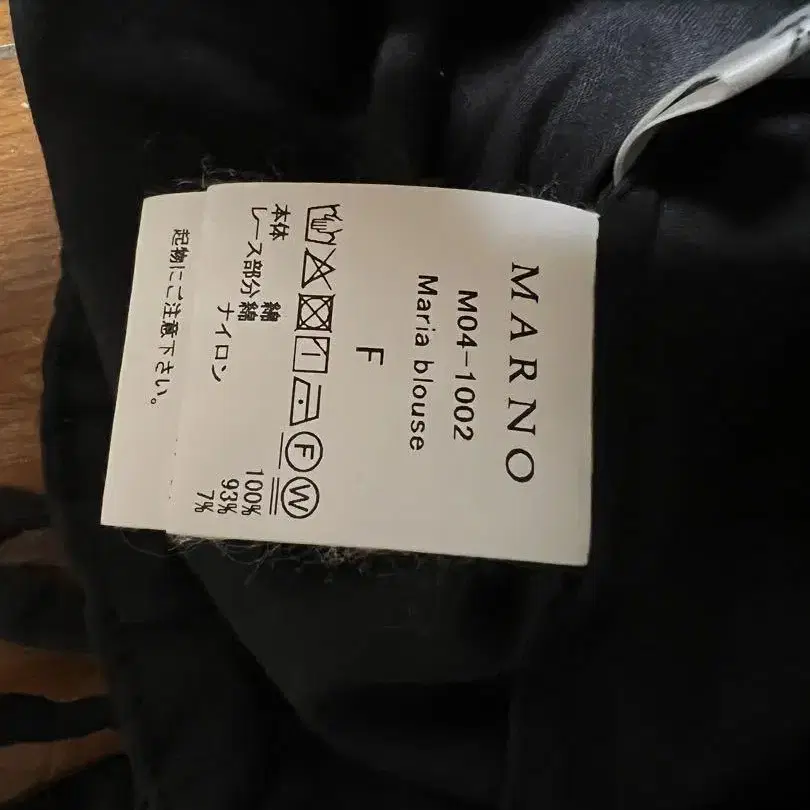 MARNO
M04-1002
Maria blouse
F
F W
本体 綿 100%
レース部分 綿 93%
ナイロン 7%
起物にご注意下さい。